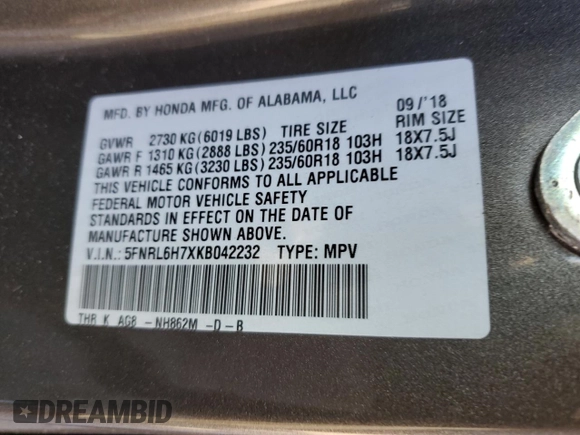 MFD. BY HONDA MFG. OF ALABAMA, LLC 09/'18
GVWR 2730 KG(6019 LBS) TIRE SIZE RIM SIZE
GAWR F 1310 KG(2888 LBS)235/60R18 103H 18X7.5J
GAWR R 1465 KG(3230 LBS)235/60R18 103H 18X7.5J
THIS VEHICLE CONFORMS TO ALL APPLICABLE
FEDERAL MOTOR VEHICLE SAFETY
STANDARDS IN EFFECT ON THE DATE OF
MANUFACTURE SHOWN ABOVE.
V.I.N.: 5FNRL6H7XKB042232 TYPE: MPV
THR K AG8 -NH862M -D-B
DREAMBID